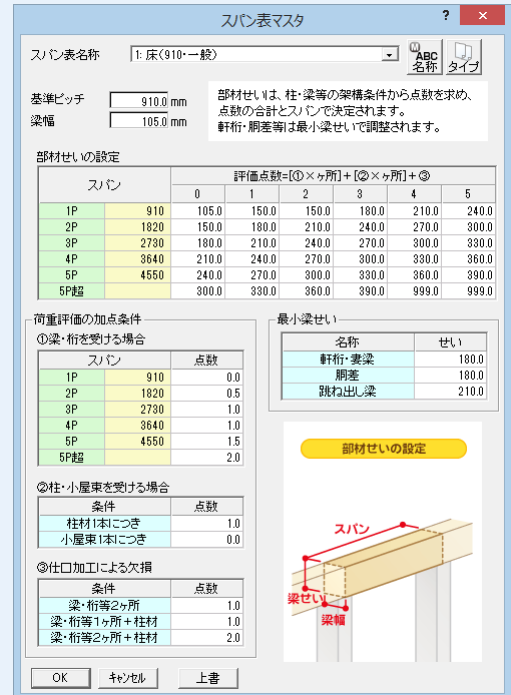 スパン表マスタ ? ×
スパン表名称 1: 床(910・一般) ABC 名称 タイプ
基準ピッチ 910.0 mm
梁幅 105.0 mm
部材せいは、柱・梁等の架構条件から点数を求め、
点数の合計とスパンで決定されます。
軒桁・胴差等は最小梁せいで調整されます。
部材せいの設定
スパン 評価点数=[①×ヶ所]+[②×ヶ所]+③
0 1 2 3 4 5
1P 910 105.0 150.0 150.0 180.0 210.0 240.0
2P 1820 150.0 180.0 210.0 240.0 270.0 300.0
3P 2730 180.0 210.0 240.0 270.0 300.0 330.0
4P 3640 210.0 240.0 270.0 300.0 330.0 360.0
5P 4550 240.0 270.0 300.0 330.0 360.0 390.0
5P超 300.0 330.0 360.0 390.0 999.0 999.0
荷重評価の加点条件
①梁・桁を受ける場合
スパン 点数
1P 910 0.0
2P 1820 0.5
3P 2730 1.0
4P 3640 1.0
5P 4550 1.5
5P超 2.0
②柱・小屋束を受ける場合
条件 点数
柱材1本につき 1.0
小屋束1本につき 0.0
③仕口加工による欠損
条件 点数
梁・桁等2ヶ所 1.0
梁・桁等1ヶ所+柱材 1.0
梁・桁等2ヶ所+柱材 2.0
最小梁せい
名称 せい
軒桁・妻梁 180.0
胴差 180.0
跳ね出し梁 210.0
部材せいの設定
スパン
梁せい
梁幅
OK キャンセル 上書